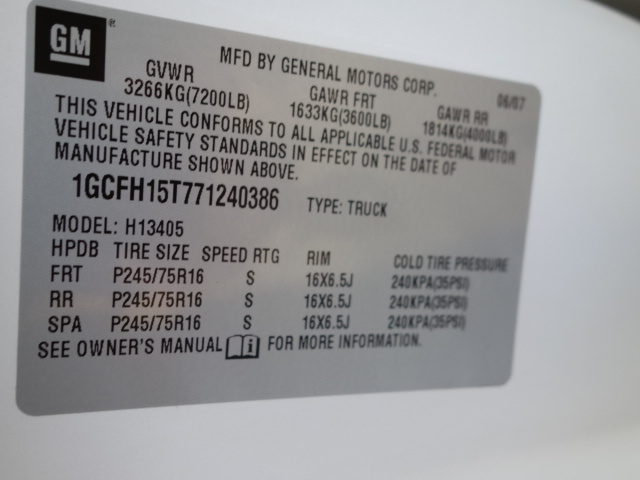 GM ®
MFD BY GENERAL MOTORS CORP. 06/07
GVWR GAWR FRT GAWR RR
3266KG(7200LB) 1633KG(3600LB) 1814KG(4000LB)
THIS VEHICLE CONFORMS TO ALL APPLICABLE U.S. FEDERAL MOTOR
VEHICLE SAFETY STANDARDS IN EFFECT ON THE DATE OF
MANUFACTURE SHOWN ABOVE.
1GCFH15T771240386 TYPE: TRUCK
MODEL: H13405
HPDB TIRE SIZE SPEED RTG RIM COLD TIRE PRESSURE
FRT P245/75R16 S 16X6.5J 240KPA(35PSI)
RR P245/75R16 S 16X6.5J 240KPA(35PSI)
SPA P245/75R16 S 16X6.5J 240KPA(35PSI)
SEE OWNER'S MANUAL i FOR MORE INFORMATION.